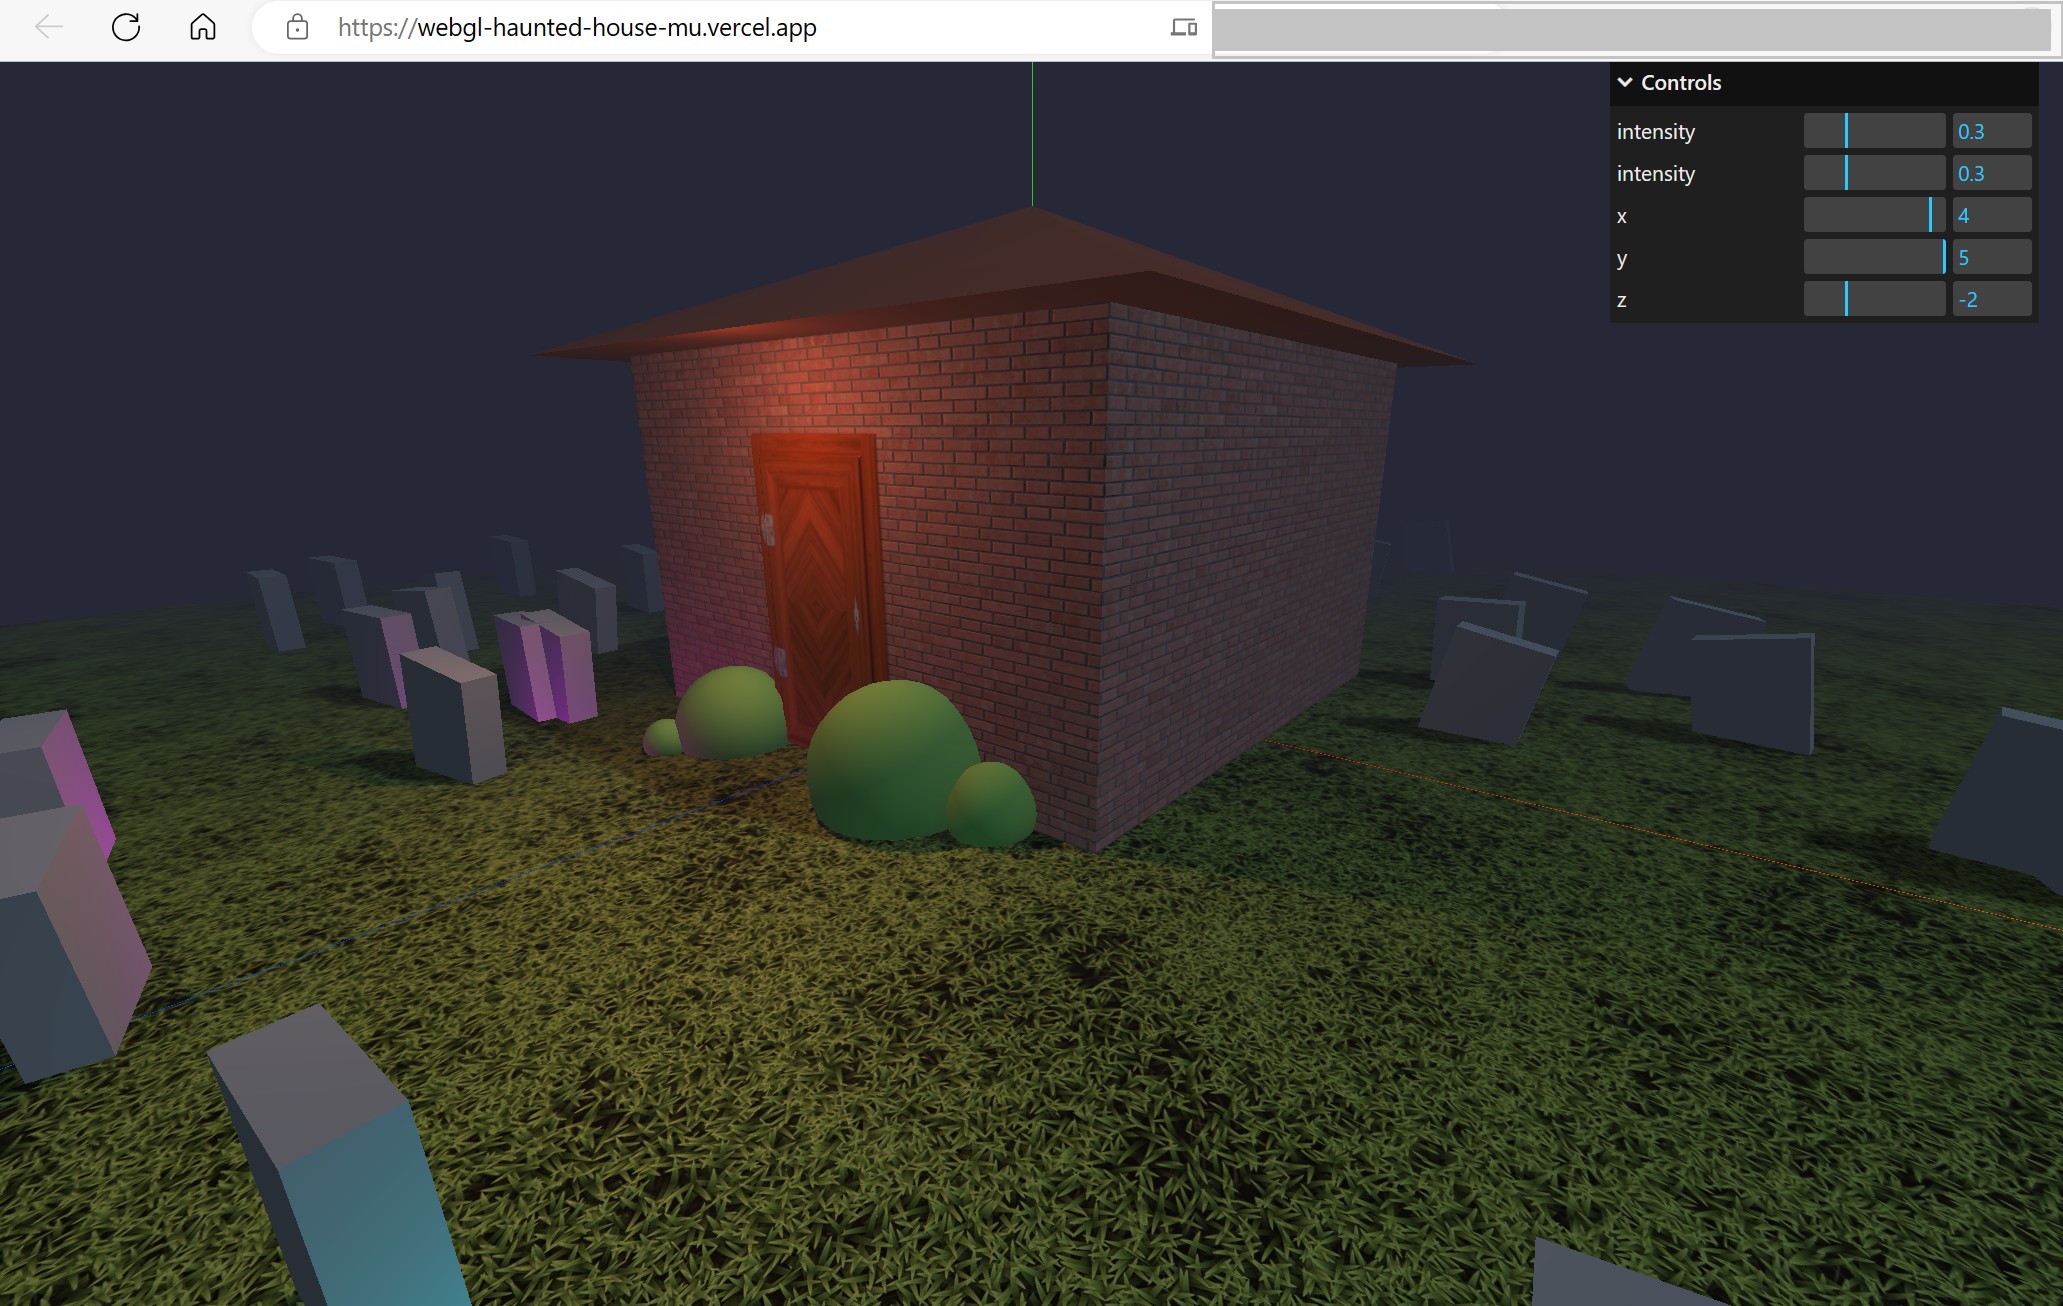 https://webgl-haunted-house-mu.vercel.app
Controls
intensity 0.3
intensity 0.3
x 4
y 5
z -2